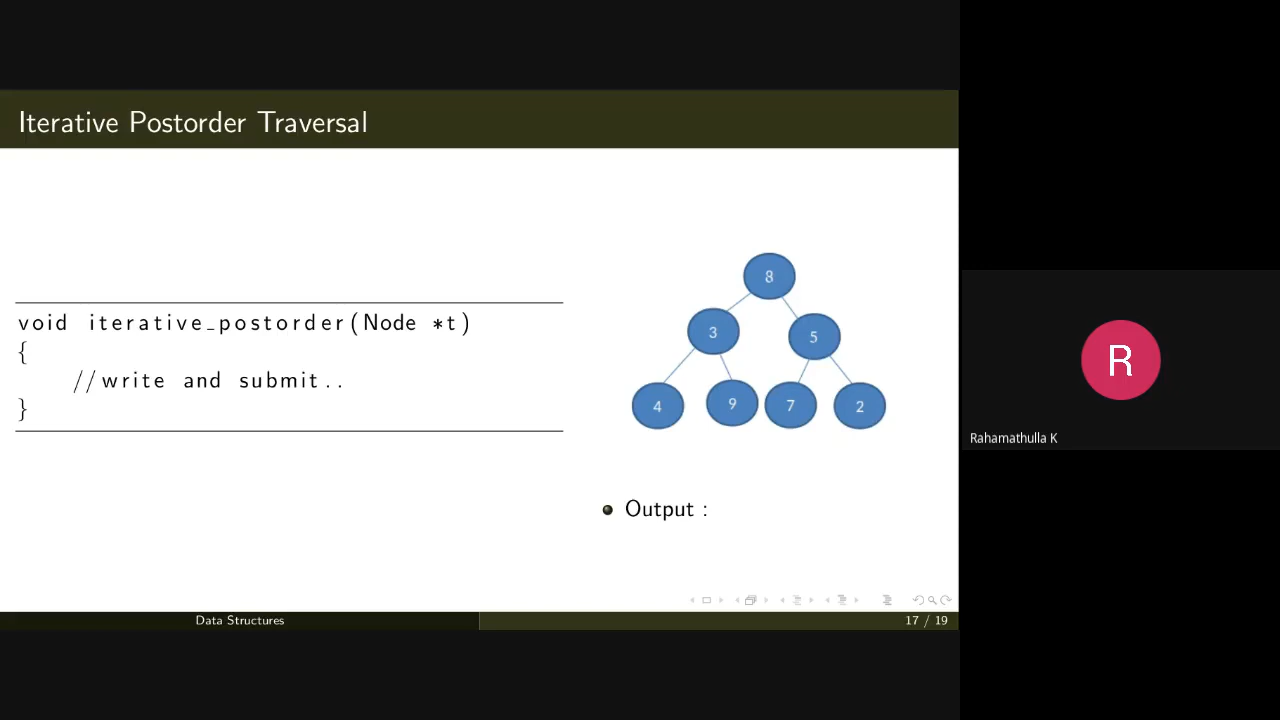 Iterative Postorder Traversal
void iterative_postorder(Node *t)
{
//write and submit..
}
8
3
5
4
9
7
2
Output :
R
Rahamathulla K
Data Structures
17 / 19